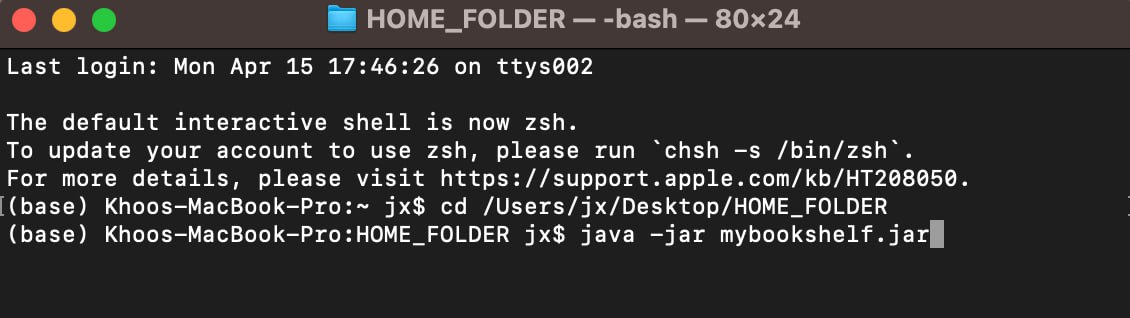 HOME_FOLDER — -bash — 80×24
Last login: Mon Apr 15 17:46:26 on ttys002
The default interactive shell is now zsh.
To update your account to use zsh, please run `chsh -s /bin/zsh`.
For more details, please visit https://support.apple.com/kb/HT208050.
[(base) Khoos-MacBook-Pro:~ jx$ cd /Users/jx/Desktop/HOME_FOLDER ]
(base) Khoos-MacBook-Pro:HOME_FOLDER jx$ java -jar mybookshelf.jar